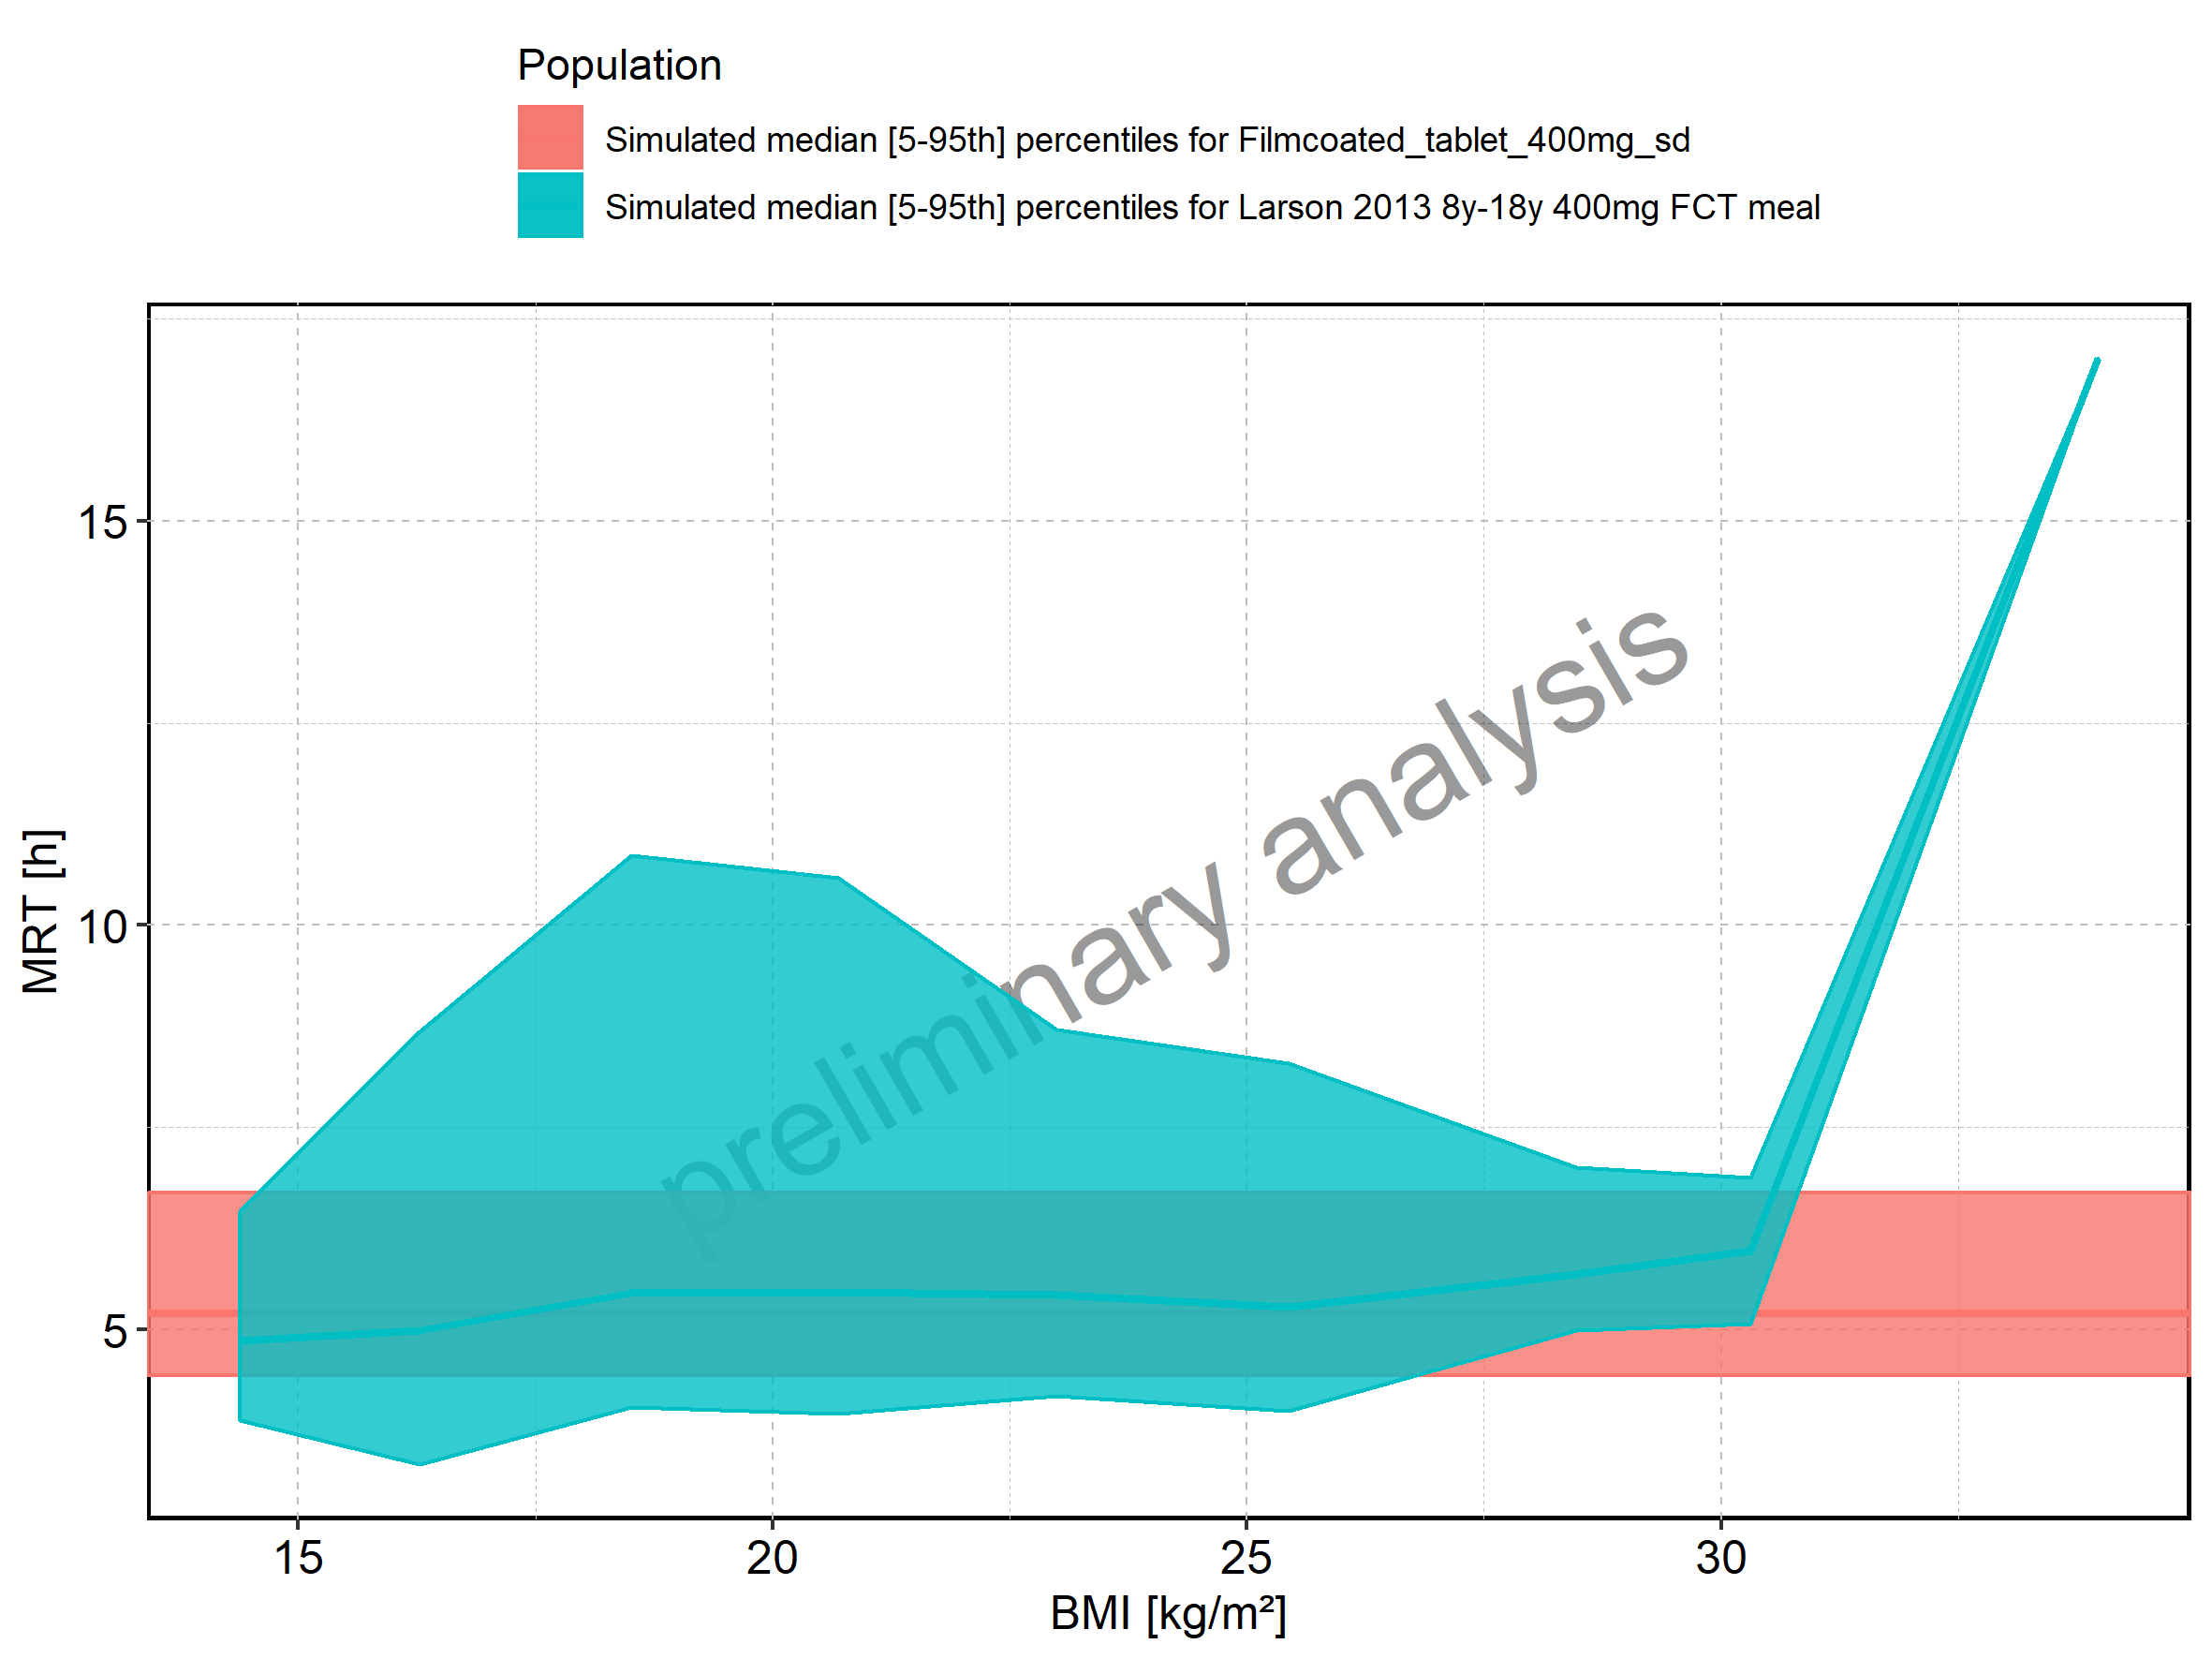 Population
Simulated median [5-95th] percentiles for Filmcoated_tablet_400mg_sd
Simulated median [5-95th] percentiles for Larson 2013 8y-18y 400mg FCT meal
15
10
5
MRT [h]
preliminary analysis
15 20 25 30
BMI [kg/m²]